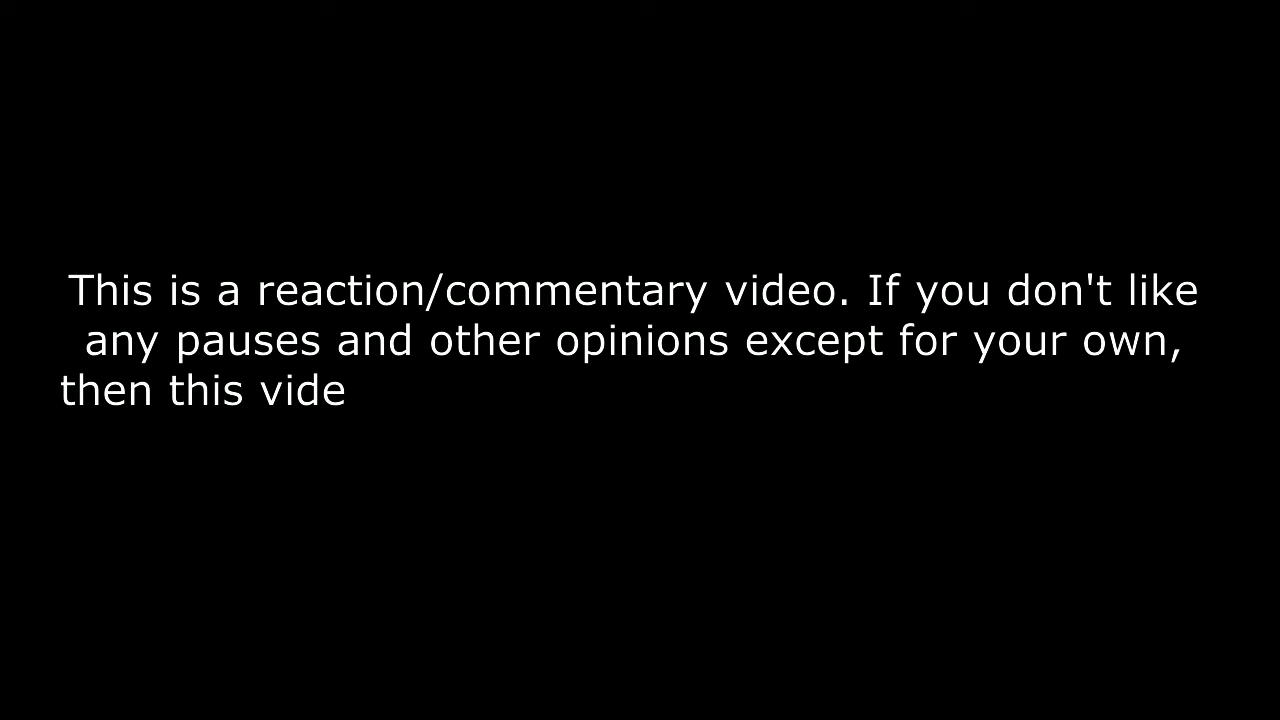 This is a reaction/commentary video. If you don't like
any pauses and other opinions except for your own,
then this vide